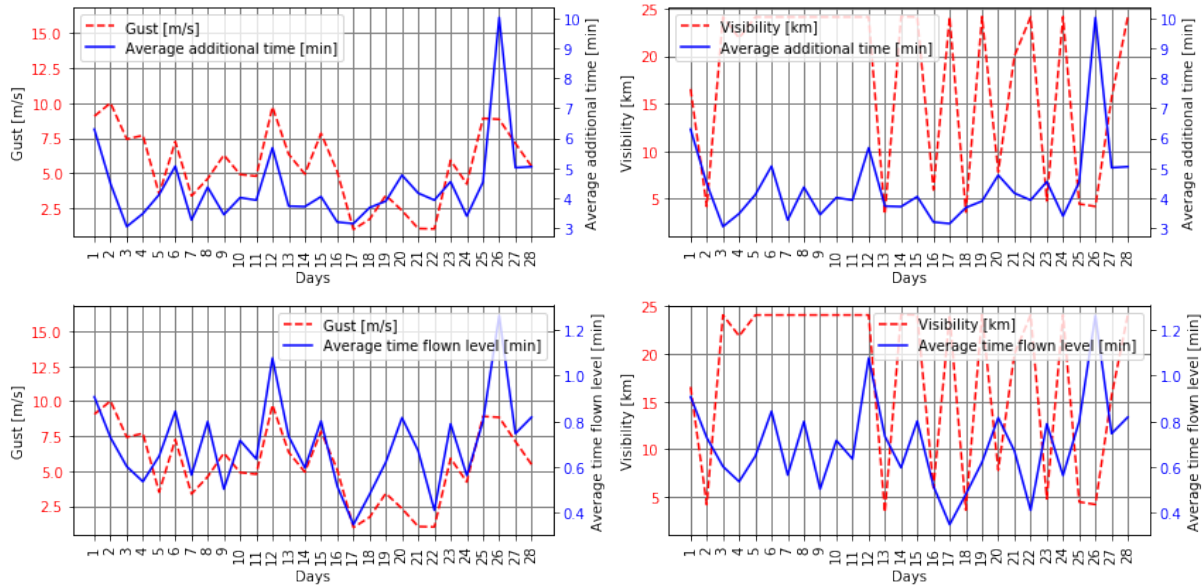 Gust [m/s]
Average additional time [min]
15.0
12.5
10.0
7.5
5.0
2.5
Gust [m/s]
10
9
8
7
6
5
4
3
Average additional time [min]
1 2 3 4 5 6 7 8 9 10 11 12 13 14 15 16 17 18 19 20 21 22 23 24 25 26 27 28
Days
Visibility [km]
Average additional time [min]
25
20
15
10
5
Visibility [km]
10
9
8
7
6
5
4
3
Average additional time [min]
1 2 3 4 5 6 7 8 9 10 11 12 13 14 15 16 17 18 19 20 21 22 23 24 25 26 27 28
Days
Gust [m/s]
Average time flown level [min]
15.0
12.5
10.0
7.5
5.0
2.5
Gust [m/s]
1.2
1.0
0.8
0.6
0.4
Average time flown level [min]
1 2 3 4 5 6 7 8 9 10 11 12 13 14 15 16 17 18 19 20 21 22 23 24 25 26 27 28
Days
Visibility [km]
Average time flown level [min]
25
20
15
10
5
Visibility [km]
1.2
1.0
0.8
0.6
0.4
Average time flown level [min]
1 2 3 4 5 6 7 8 9 10 11 12 13 14 15 16 17 18 19 20 21 22 23 24 25 26 27 28
Days